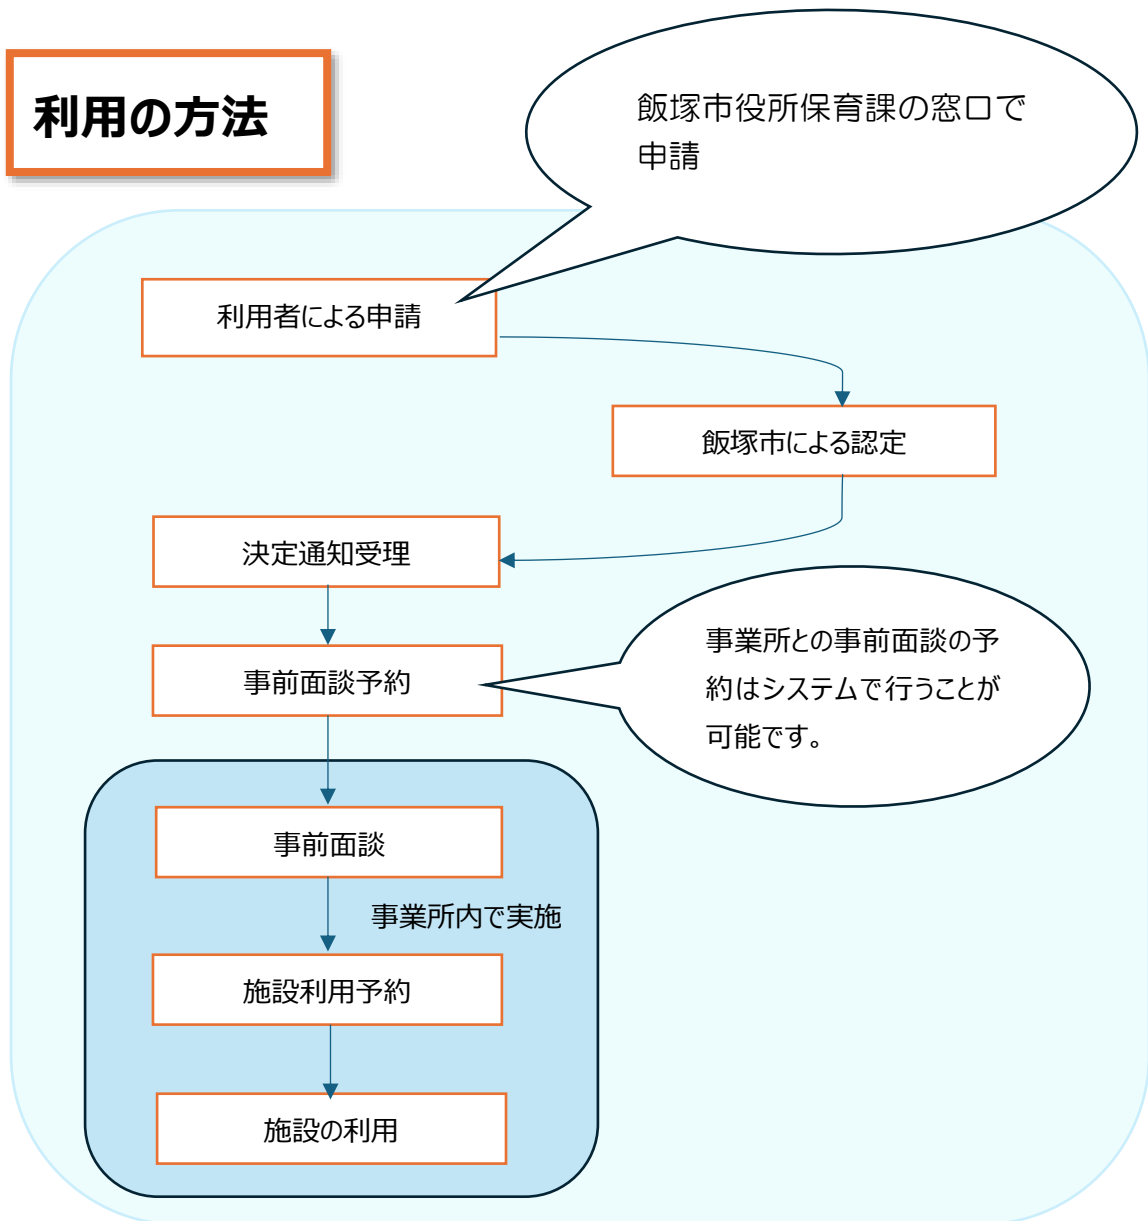 利用の方法
飯塚市役所保育課の窓口で
申請
利用者による申請
飯塚市による認定
決定通知受理
事前面談予約
事業所との事前面談の予
約はシステムで行うことが
可能です。
事前面談
事業所内で実施
施設利用予約
施設の利用